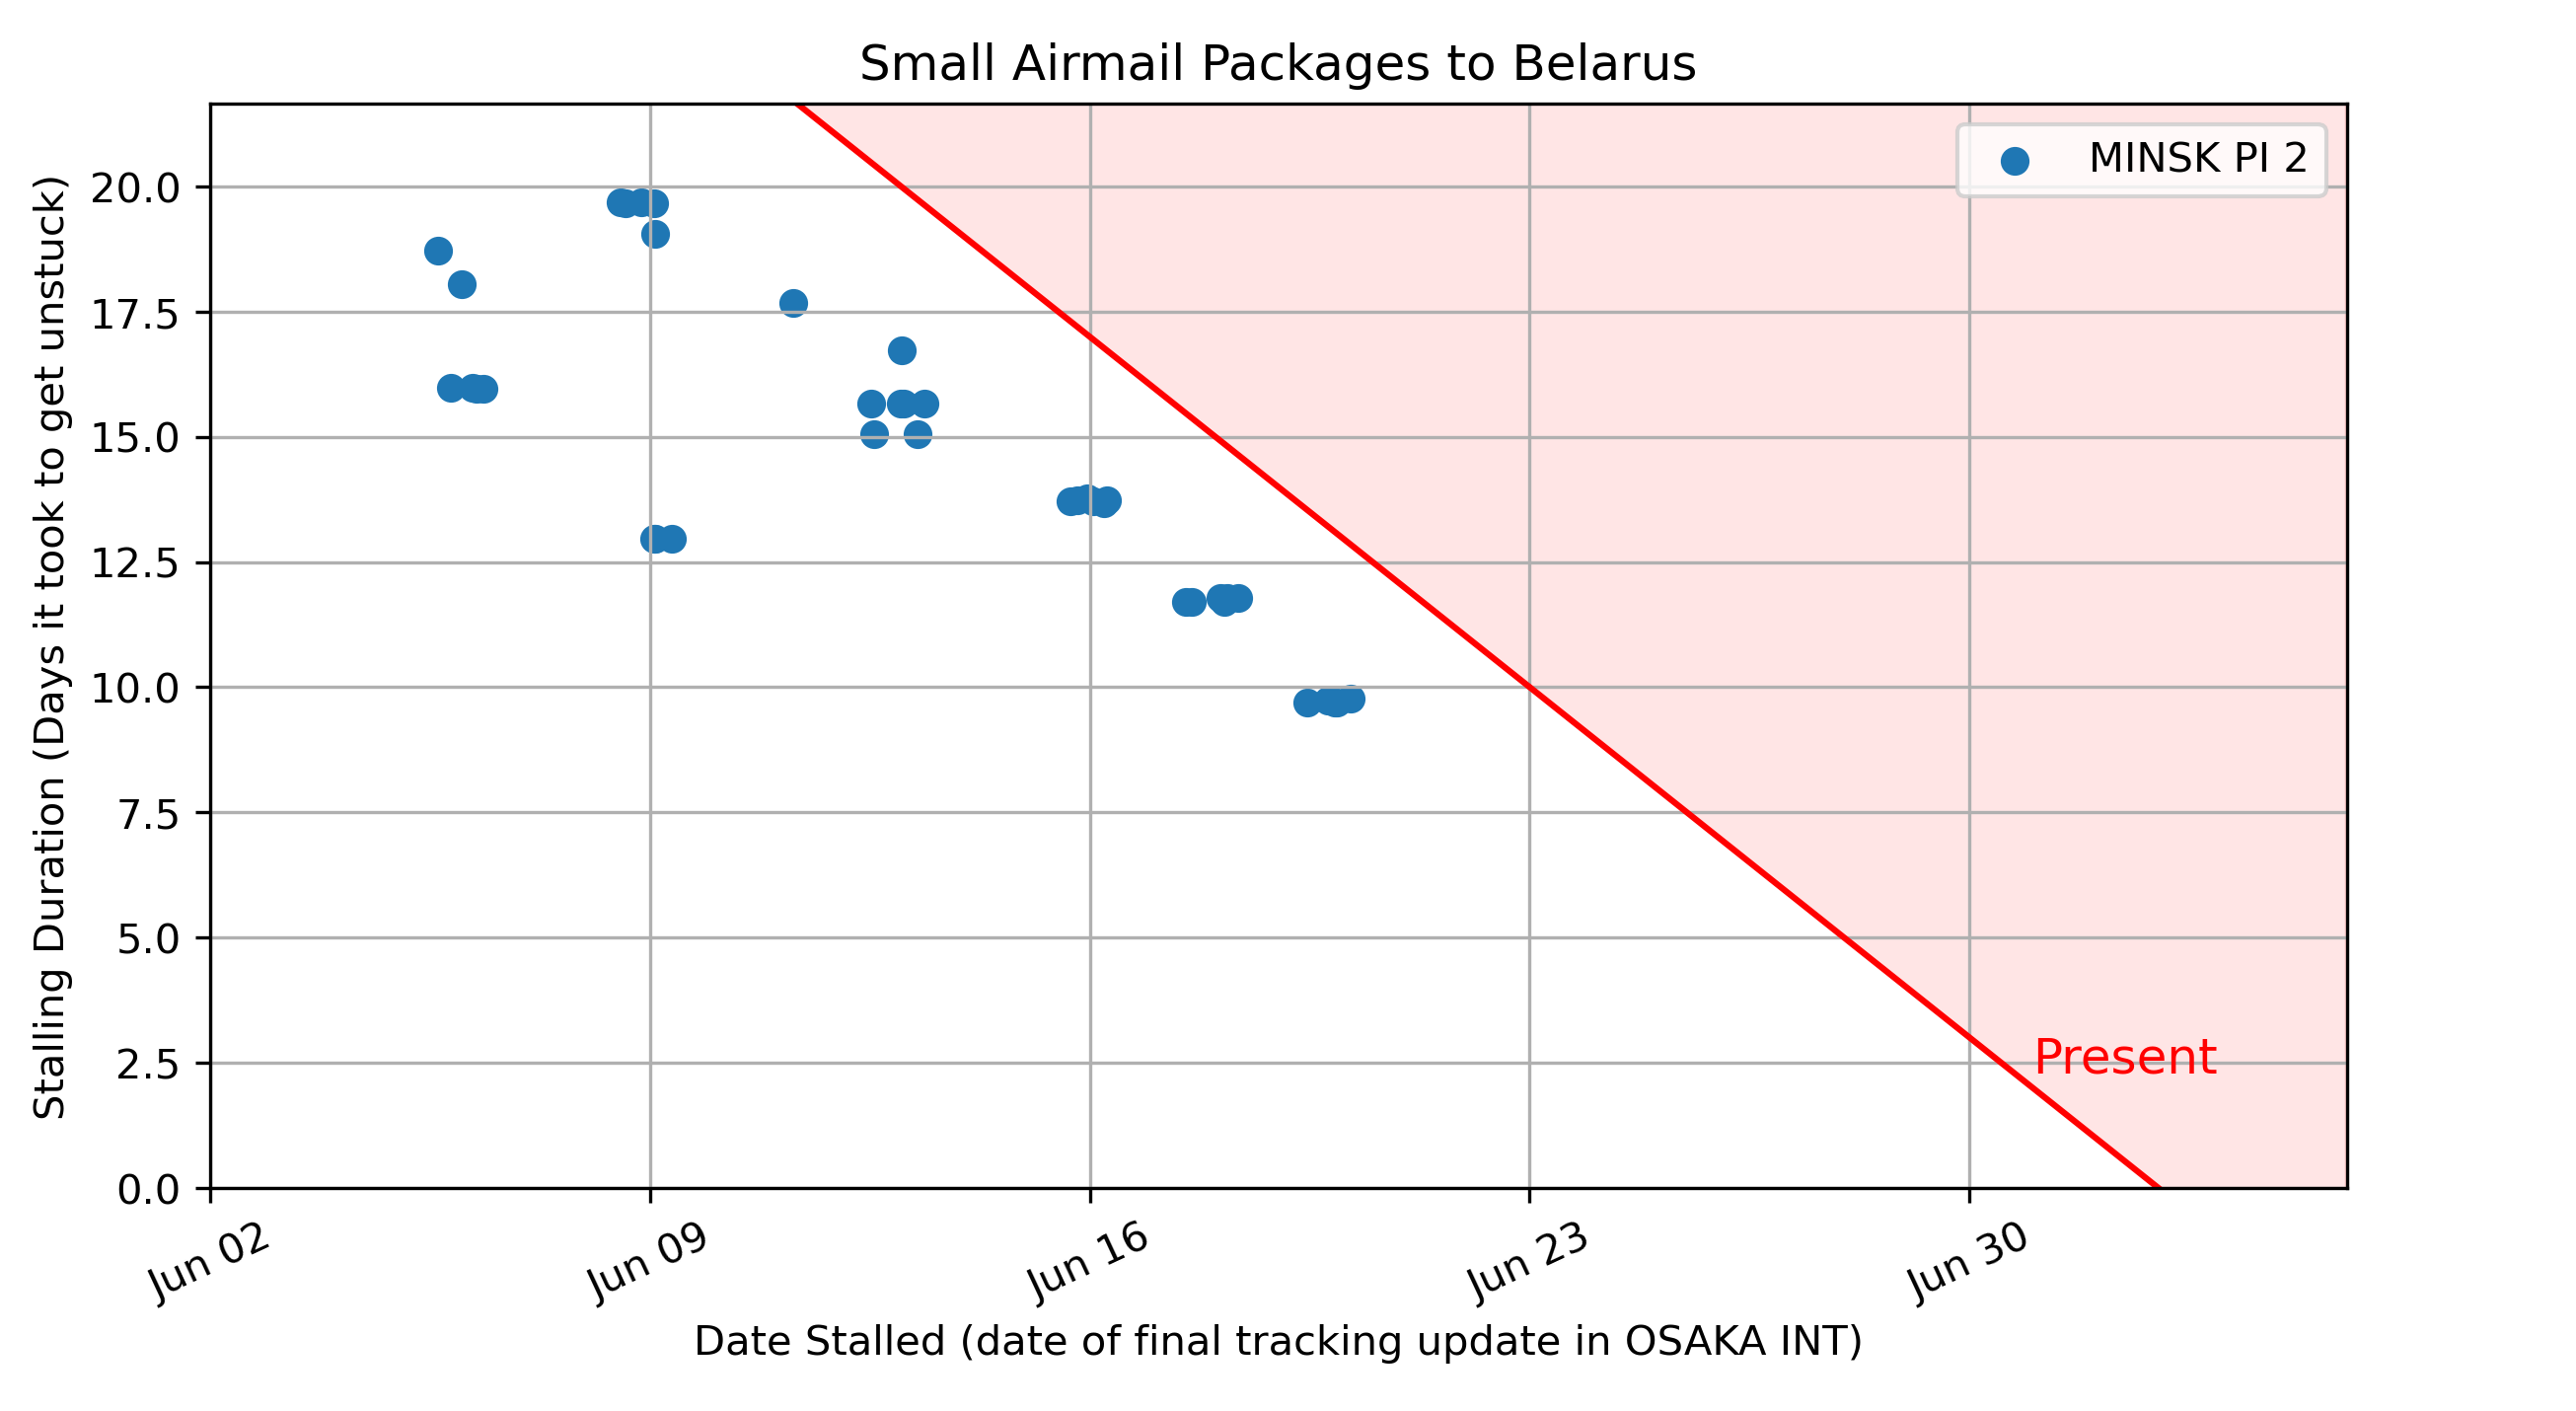 Small Airmail Packages to Belarus
MINSK PI 2
Stalling Duration (Days it took to get unstuck)
20.0
17.5
15.0
12.5
10.0
7.5
5.0
2.5
0.0
Present
Jun 02
Jun 09
Jun 16
Jun 23
Jun 30
Date Stalled (date of final tracking update in OSAKA INT)